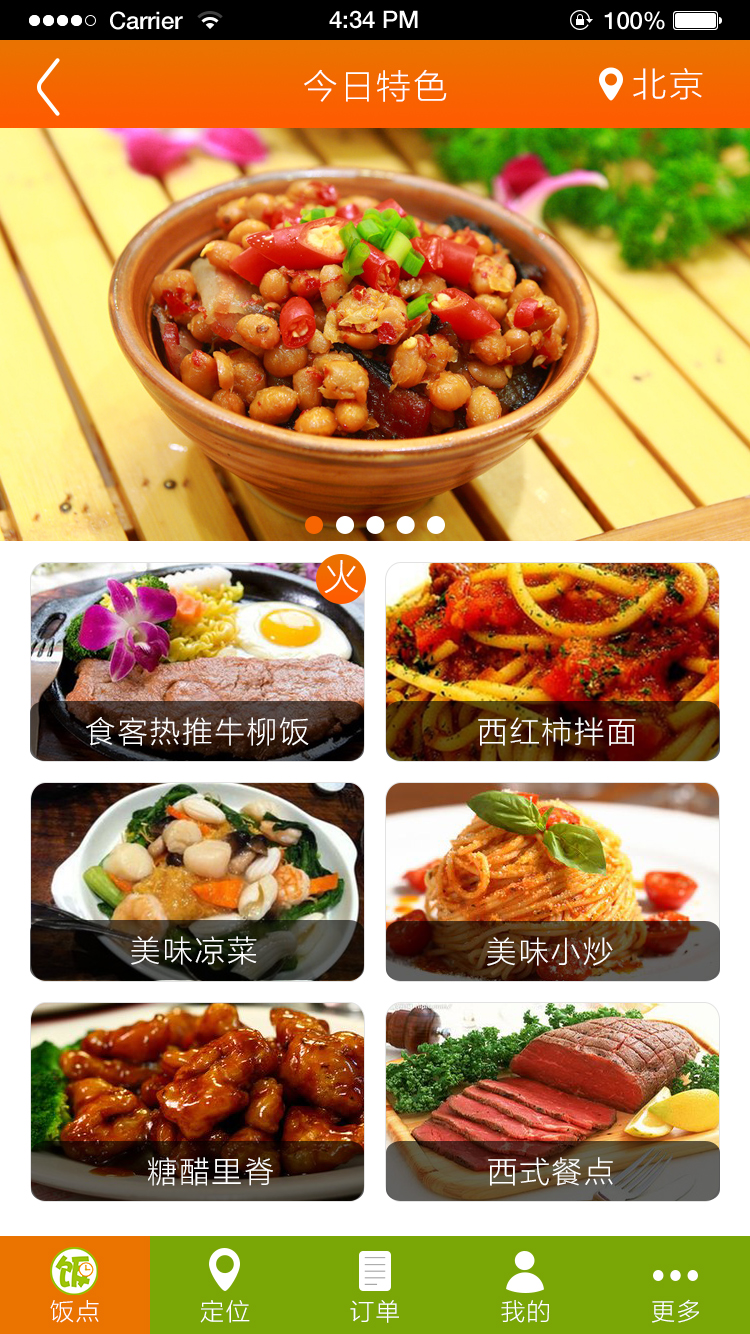 Carrier 4:34 PM 100%
今日特色 北京
火
食客热推牛柳饭 西红柿拌面
美味凉菜 美味小炒
糖醋里脊 西式餐点
饭
饭点 定位 订单 我的 更多